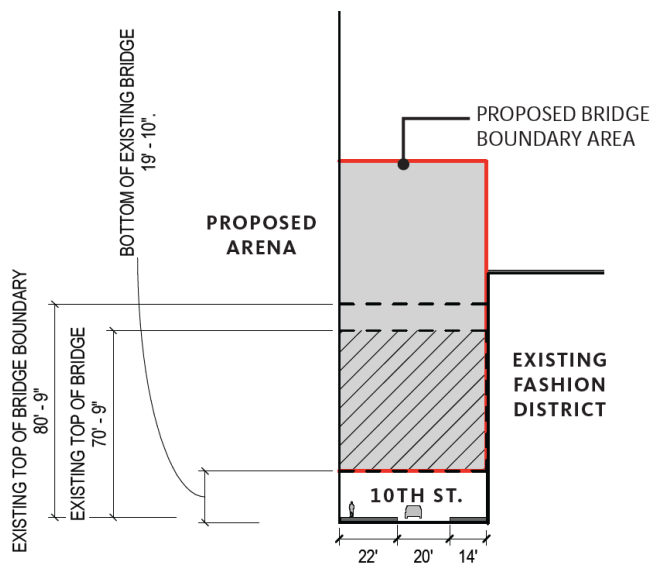 BOTTOM OF EXISTING BRIDGE
19' - 10".
PROPOSED BRIDGE
BOUNDARY AREA
PROPOSED
ARENA
EXISTING TOP OF BRIDGE BOUNDARY
80' - 9"
EXISTING TOP OF BRIDGE
70' - 9"
EXISTING
FASHION
DISTRICT
10TH ST.
22'
20'
14'